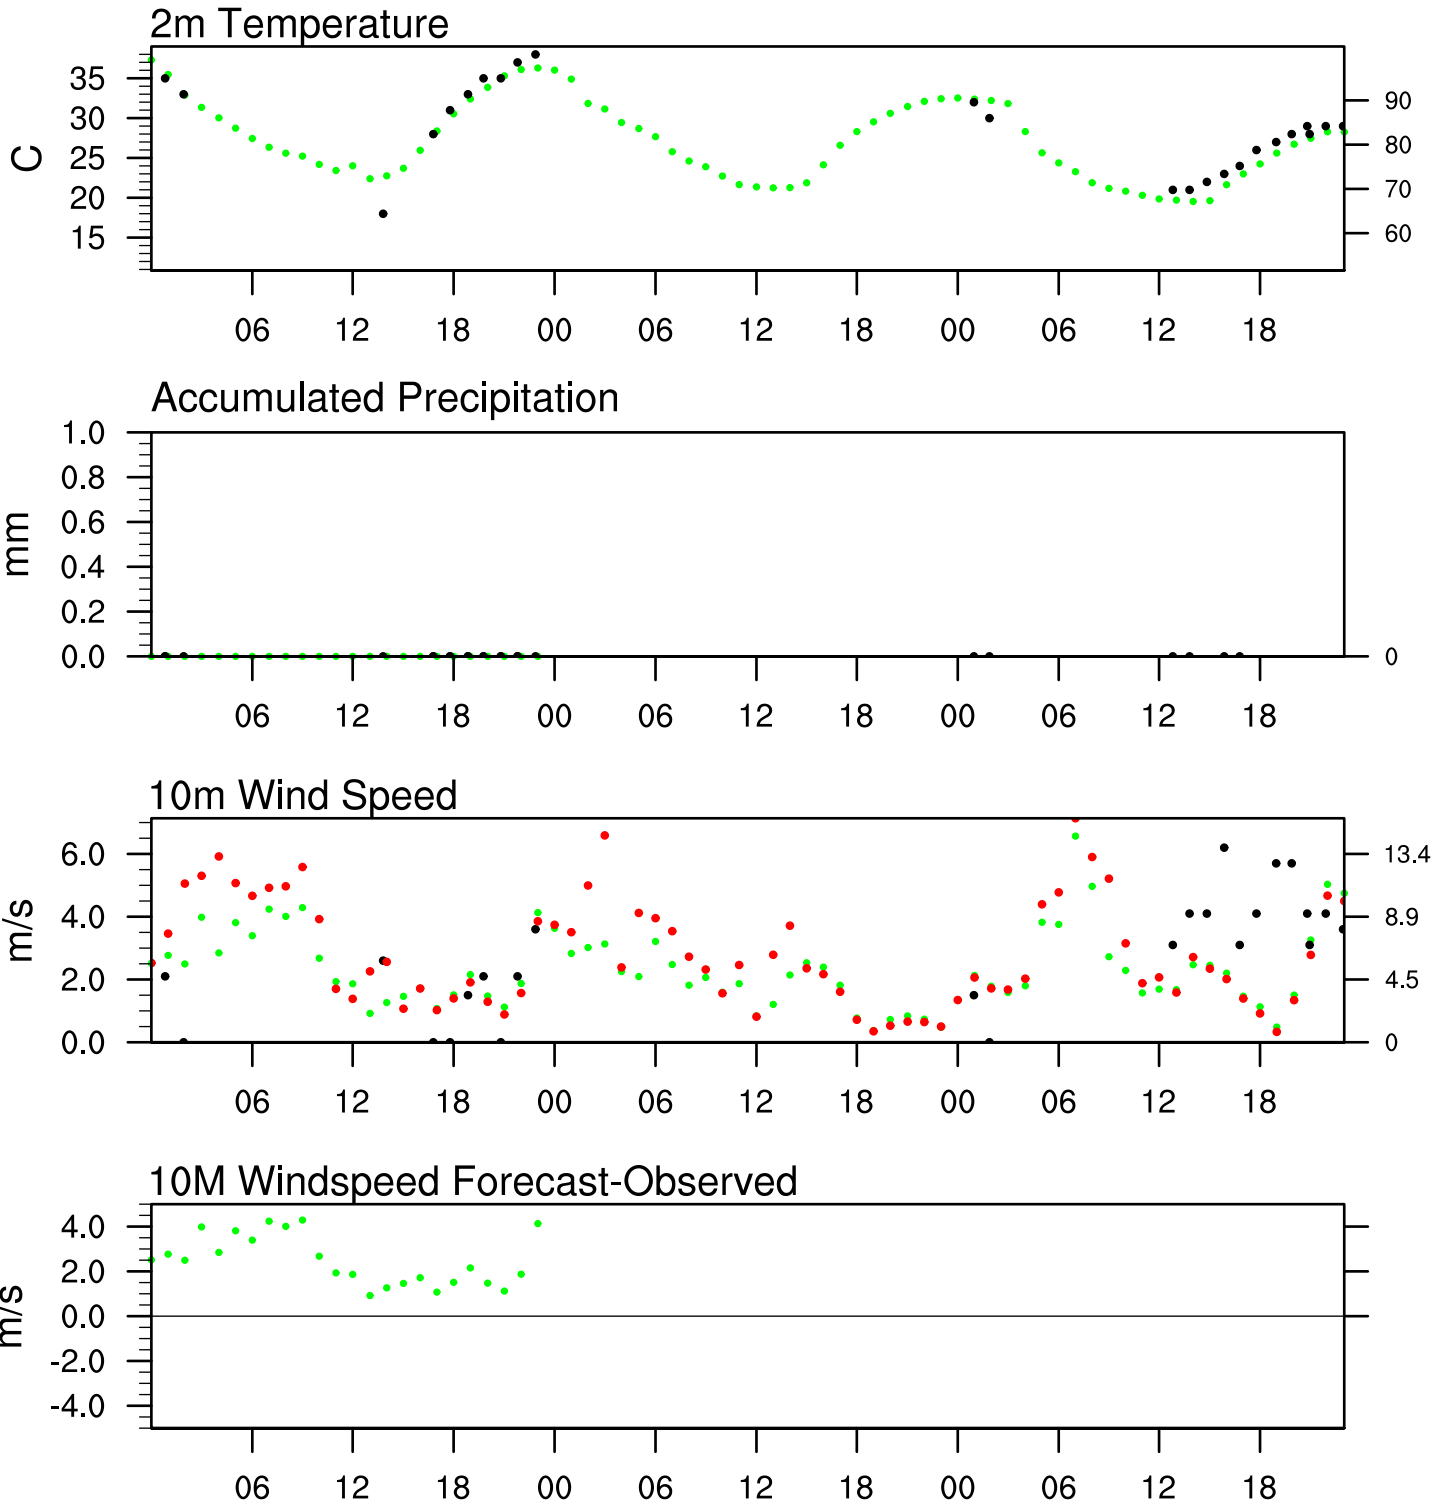 2m Temperature
C
35
30
25
20
15
90
80
70
60
06 12 18 00 06 12 18 00 06 12 18
Accumulated Precipitation
mm
1.0
0.8
0.6
0.4
0.2
0.0
0
06 12 18 00 06 12 18 00 06 12 18
10m Wind Speed
m/s
6.0
4.0
2.0
0.0
13.4
8.9
4.5
0
06 12 18 00 06 12 18 00 06 12 18
10M Windspeed Forecast-Observed
m/s
4.0
2.0
0.0
-2.0
-4.0
06 12 18 00 06 12 18 00 06 12 18